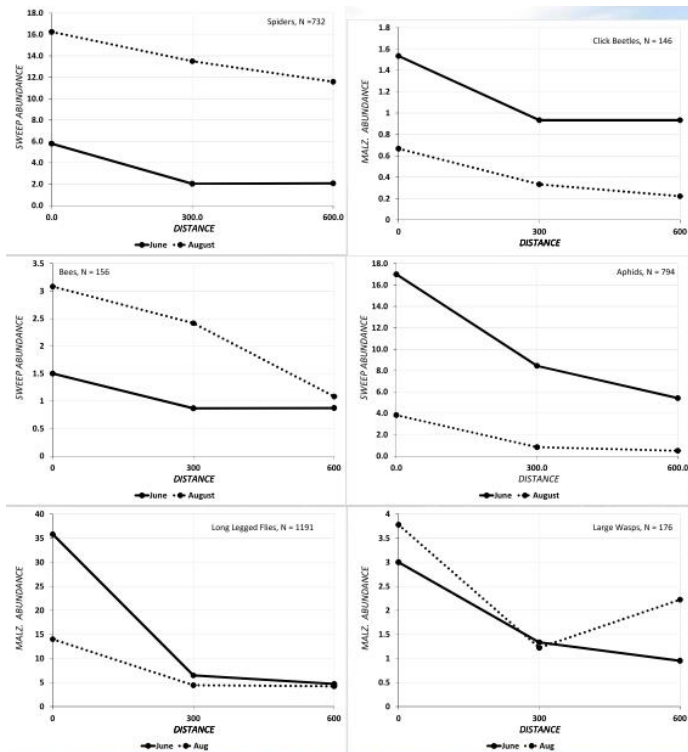 Spiders, N =732
SWEEP ABUNDANCE
18.0
16.0
14.0
12.0
10.0
8.0
6.0
4.0
2.0
0.0
0.0 300.0 600.0
DISTANCE
June August
Click Beetles, N = 146
MALZ. ABUNDANCE
1.8
1.6
1.4
1.2
1
0.8
0.6
0.4
0.2
0
0 300 600
DISTANCE
June August
Bees, N = 156
SWEEP ABUNDANCE
3.5
3
2.5
2
1.5
1
0.5
0
0 300 600
DISTANCE
June August
Aphids, N = 794
SWEEP ABUNDANCE
18.0
16.0
14.0
12.0
10.0
8.0
6.0
4.0
2.0
0.0
0.0 300.0 600.0
DISTANCE
June August
Long Legged Flies, N = 1191
MALZ. ABUNDANCE
40
35
30
25
20
15
10
5
0
0 300 600
DISTANCE
June Aug
Large Wasps, N = 176
MALZ. ABUNDANCE
4
3.5
3
2.5
2
1.5
1
0.5
0
0 300 600
DISTANCE
June Aug